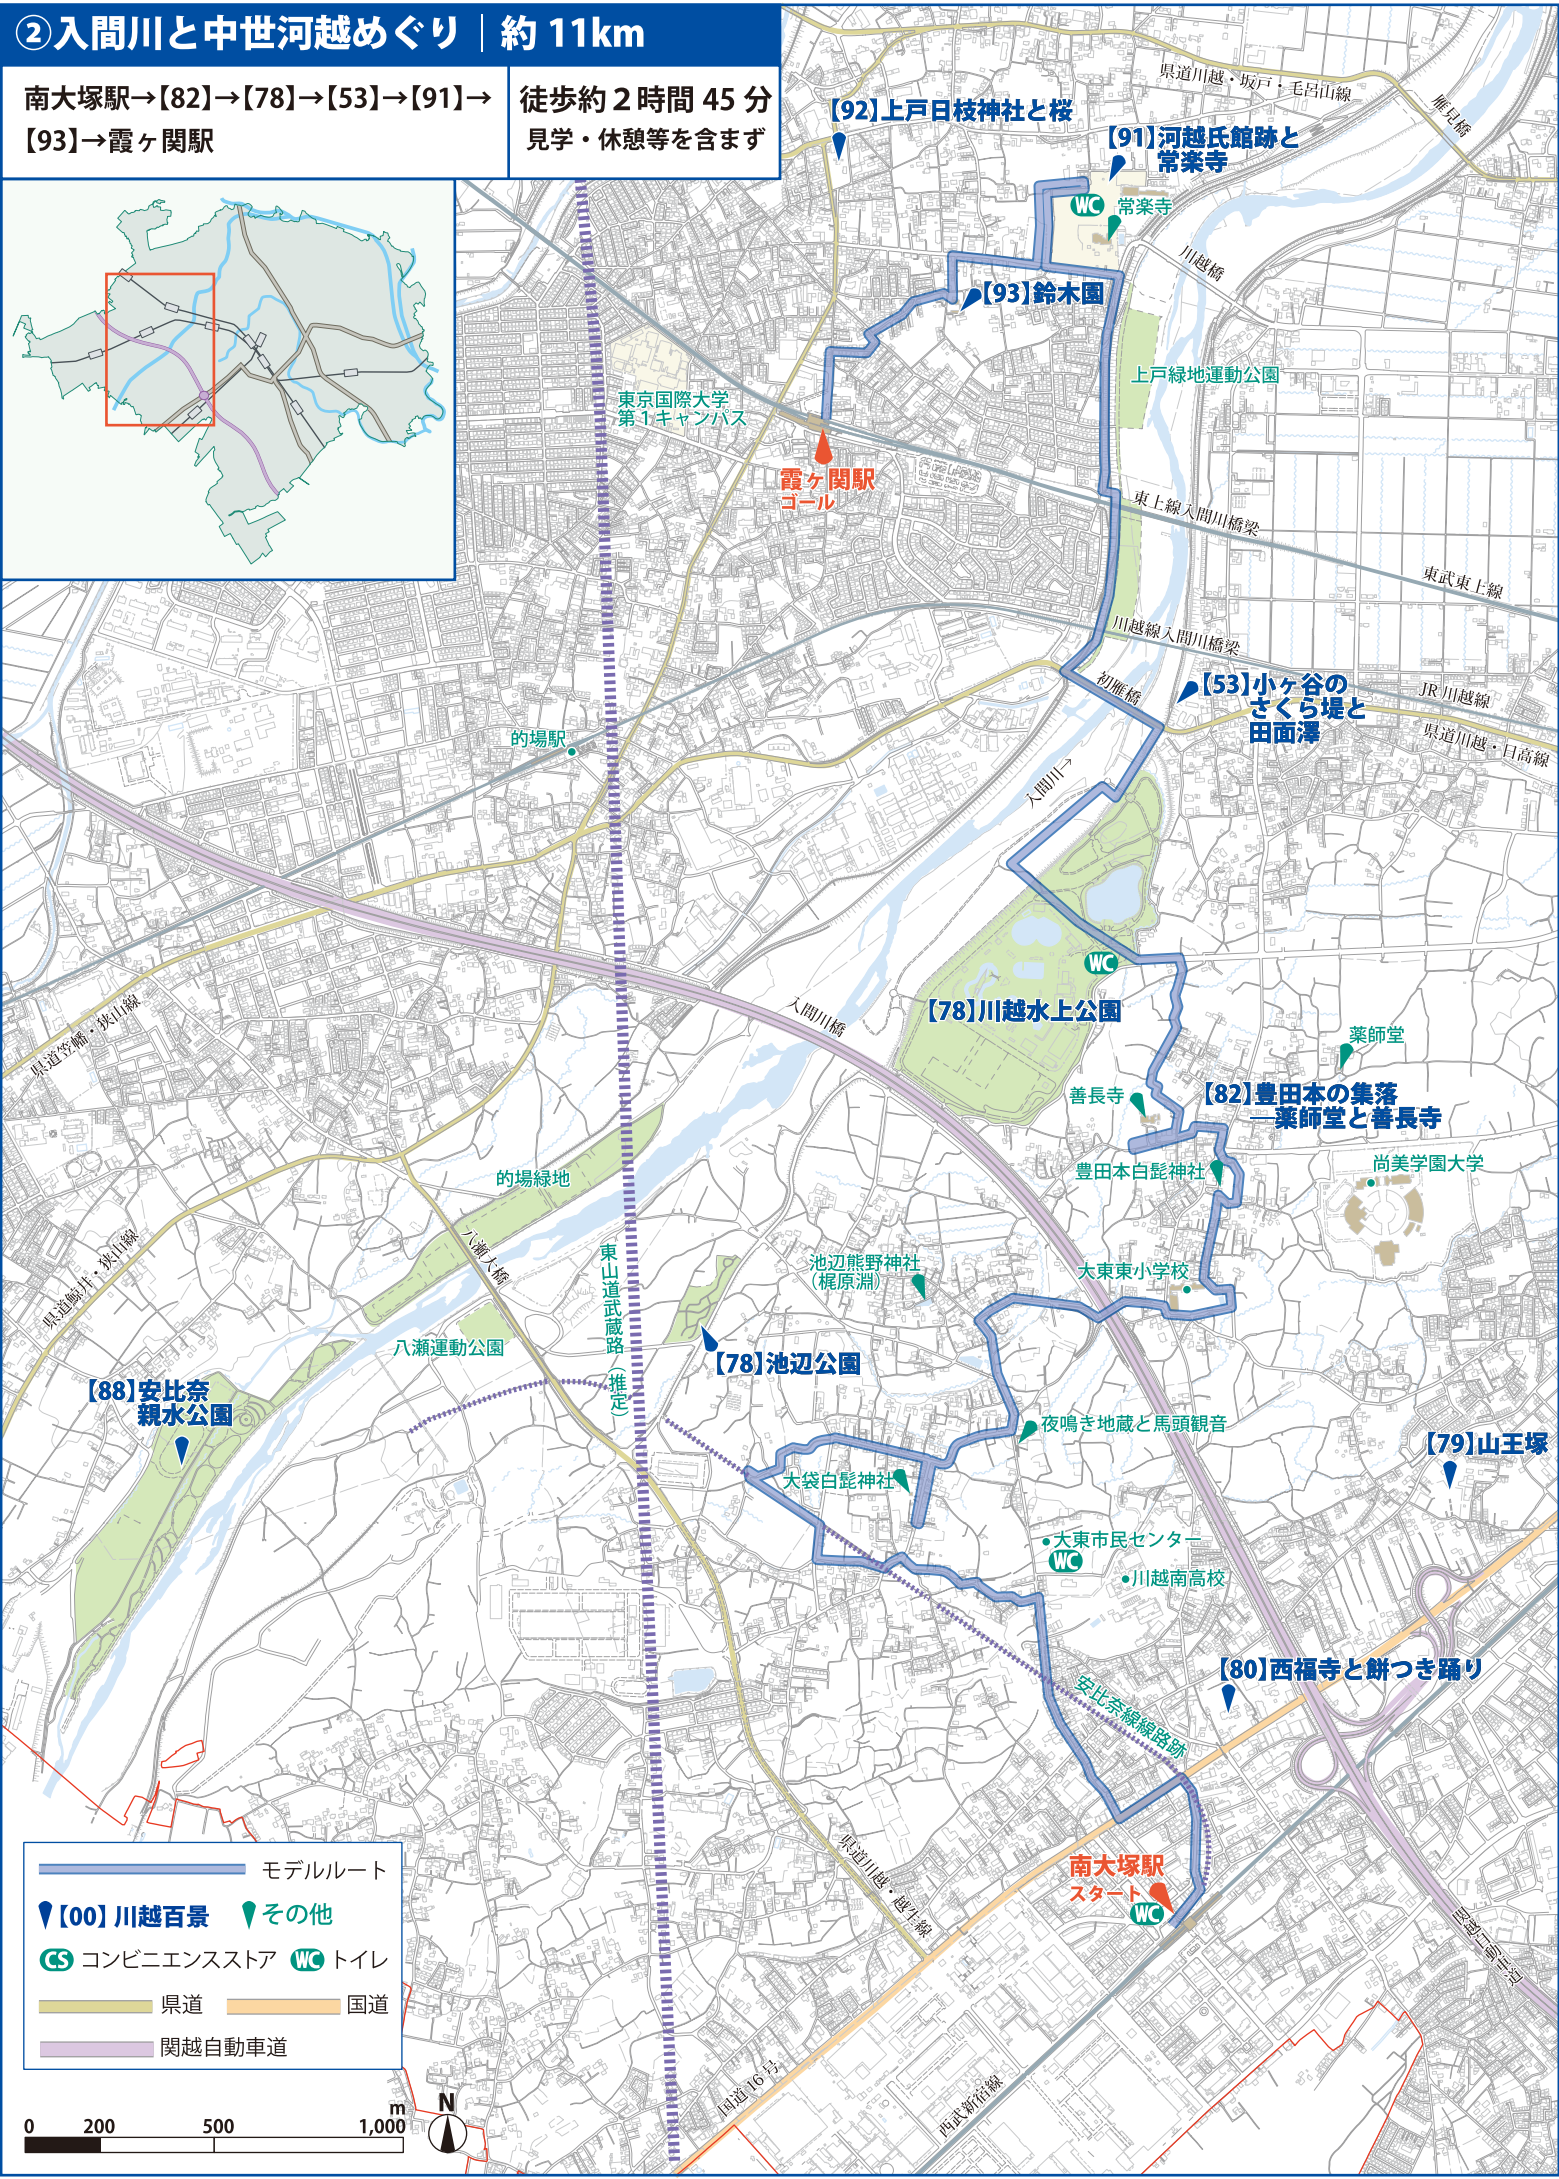 ②入間川と中世河越めぐり｜約 11km
南大塚駅→【82】→【78】→【53】→【91】→
【93】→霞ヶ関駅
徒歩約２時間 45 分
見学・休憩等を含まず
県道川越・坂戸・毛呂山線
雁見橋
【92】上戸日枝神社と桜
【91】河越氏館跡と
常楽寺
WC
常楽寺
川越橋
【93】鈴木園
上戸緑地運動公園
東京国際大学
第１キャンパス
霞ヶ関駅
ゴール
東上線入間川橋梁
東武東上線
川越線入間川橋梁
初雁橋
【53】小ヶ谷の
さくら堤と
田面澤
JR 川越線
県道川越・日高線
的場駅
入間川→
WC
入間川橋
【78】川越水上公園
県道笠幡・狭山線
薬師堂
善長寺
【82】豊田本の集落
―薬師堂と善長寺
豊田本白髭神社
尚美学園大学
的場緑地
八瀬大橋
県道鯨井・狭山線
東山道武蔵路（推定）
池辺熊野神社
（梶原淵）
大東東小学校
八瀬運動公園
【78】池辺公園
【88】安比奈
親水公園
夜鳴き地蔵と馬頭観音
【79】山王塚
大袋白髭神社
大東市民センター
WC
川越南高校
【80】西福寺と餅つき踊り
安比奈線線路跡
県道川越・越生線
南大塚駅
スタート
WC
関越自動車道
国道 16 号
西武新宿線
モデルルート
【00】川越百景
その他
CS コンビニエンスストア
WC トイレ
県道
国道
関越自動車道
m
0 200 500 1,000
N